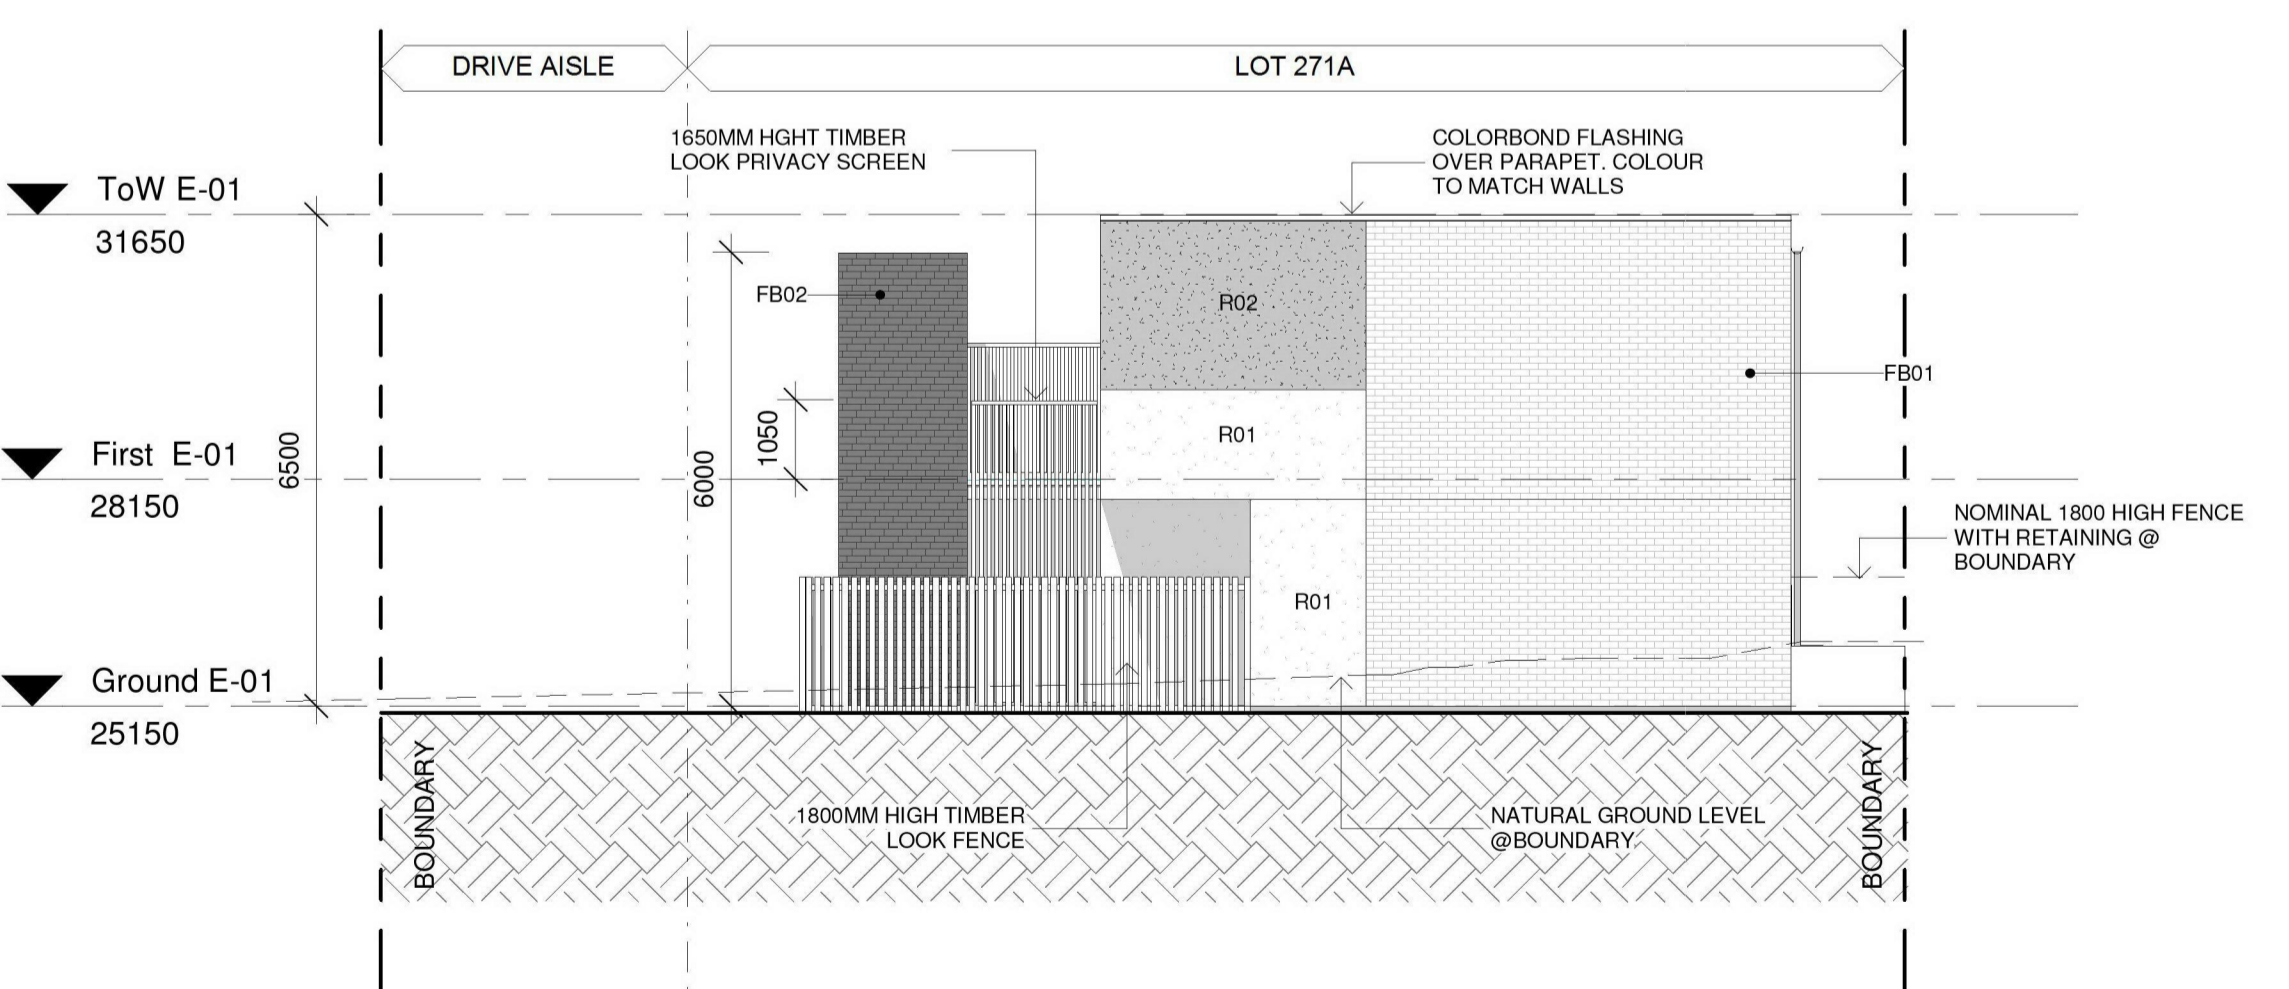 DRIVE AISLE
LOT 271A
1650MM HGHT TIMBER
LOOK PRIVACY SCREEN
COLORBOND FLASHING
OVER PARAPET. COLOUR
TO MATCH WALLS
ToW E-01
31650
FB02
R02
FB01
1050
R01
First E-01
28150
6500
6000
NOMINAL 1800 HIGH FENCE
WITH RETAINING @
BOUNDARY
R01
Ground E-01
25150
BOUNDARY
BOUNDARY
1800MM HIGH TIMBER
LOOK FENCE
NATURAL GROUND LEVEL
@BOUNDARY